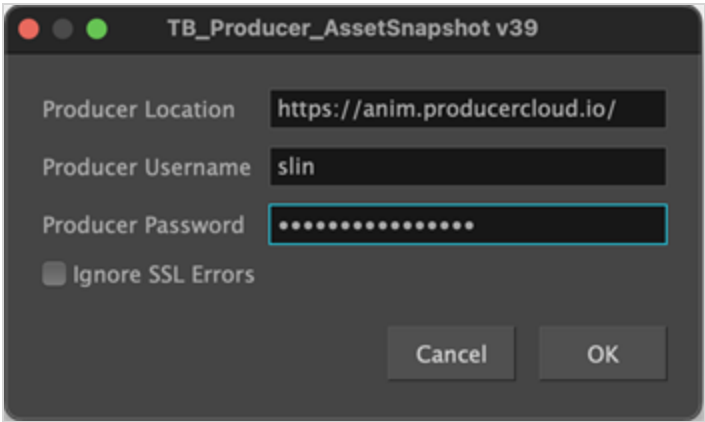 TB_Producer_AssetSnapshot v39
Producer Location https://anim.producercloud.io/
Producer Username slin
Producer Password ••••••••••••••••
Ignore SSL Errors
Cancel OK